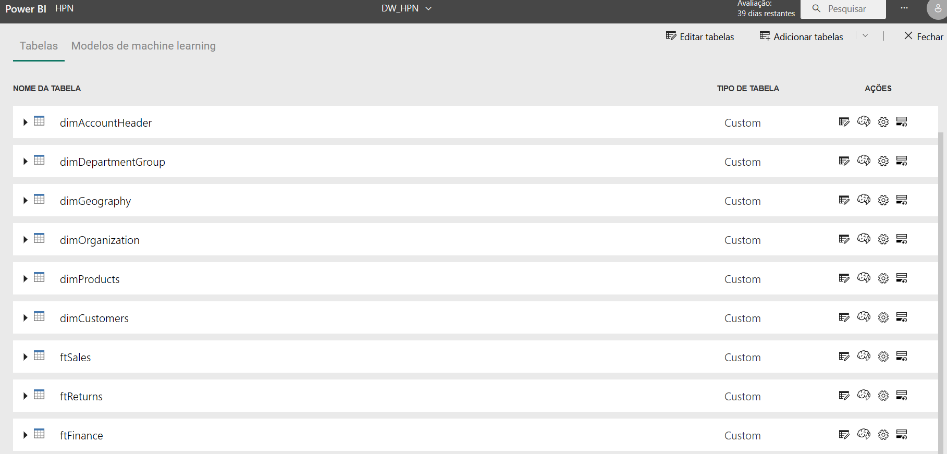 Power BI HPN DW_HPN Avaliação: 39 dias restantes Pesquisar ...
Tabelas Modelos de machine learning Editar tabelas Adicionar tabelas Fechar
NOME DA TABELA TIPO DE TABELA AÇÕES
dimAccountHeader Custom
dimDepartmentGroup Custom
dimGeography Custom
dimOrganization Custom
dimProducts Custom
dimCustomers Custom
ftSales Custom
ftReturns Custom
ftFinance Custom